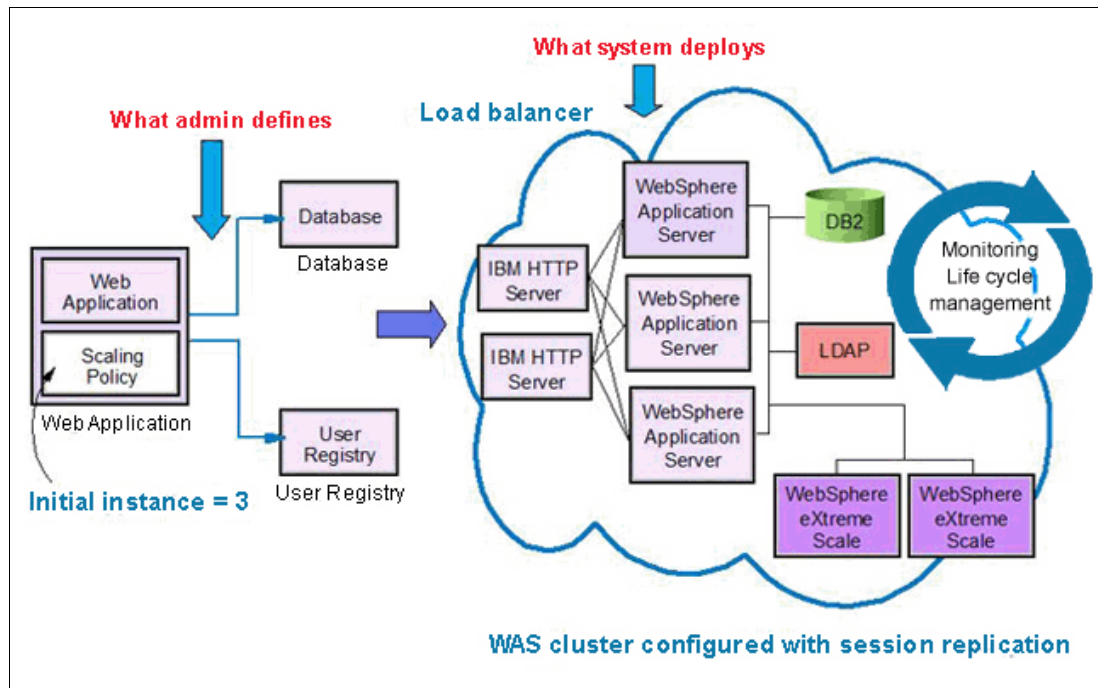 What system deploys
What admin defines
Load balancer
Web
Application
Scaling
Policy
Web Application
Initial instance = 3
Database
Database
User
Registry
User Registry
IBM HTTP
Server
IBM HTTP
Server
WebSphere
Application
Server
WebSphere
Application
Server
WebSphere
Application
Server
DB2
LDAP
WebSphere
eXtreme
Scale
WebSphere
eXtreme
Scale
Monitoring
Life cycle
management
WAS cluster configured with session replication